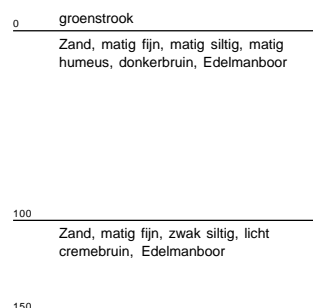 0 groenstrook
Zand, matig fijn, matig siltig, matig
humeus, donkerbruin, Edelmanboor
100
Zand, matig fijn, zwak siltig, licht
cremebruin, Edelmanboor
150